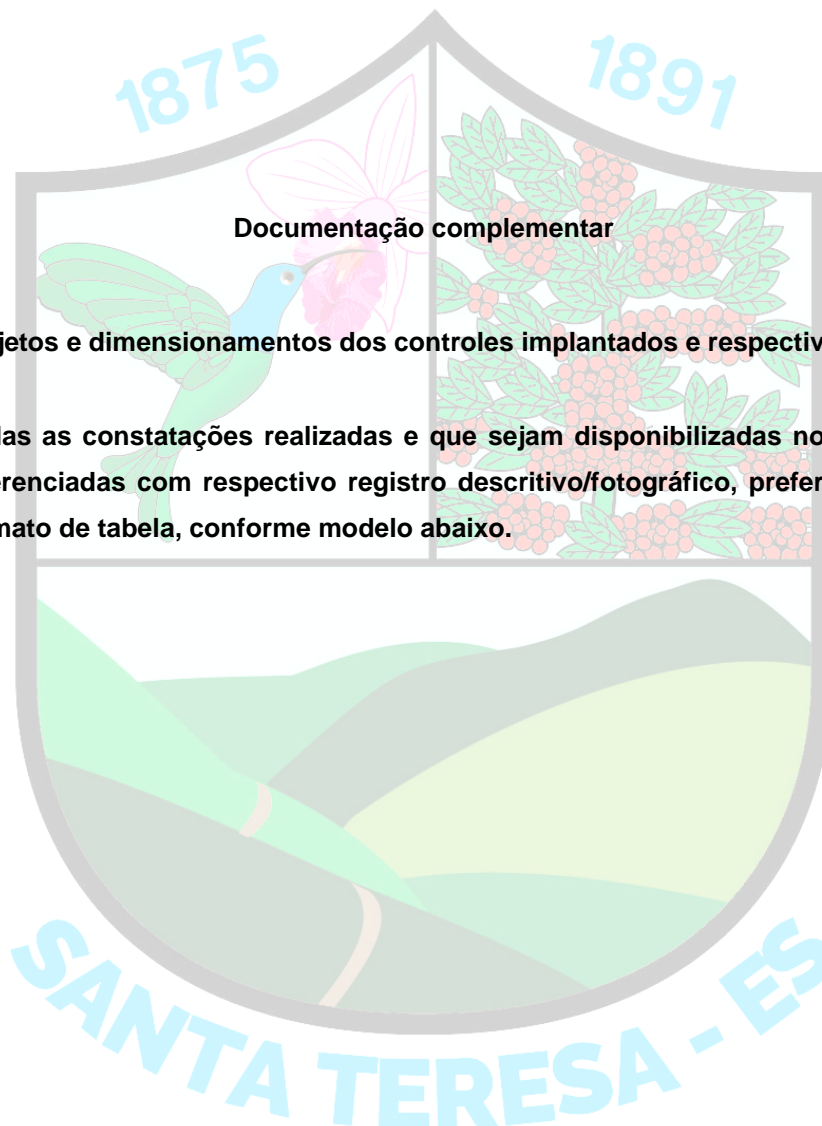 1875
1891
Documentação complementar
jetos e dimensionamentos dos controles implantados e respectiv
las as constatações realizadas e que sejam disponibilizadas no
erenciadas com respectivo registro descritivo/fotográfico, prefer
mato de tabela, conforme modelo abaixo.
SANTA TERESA - ES